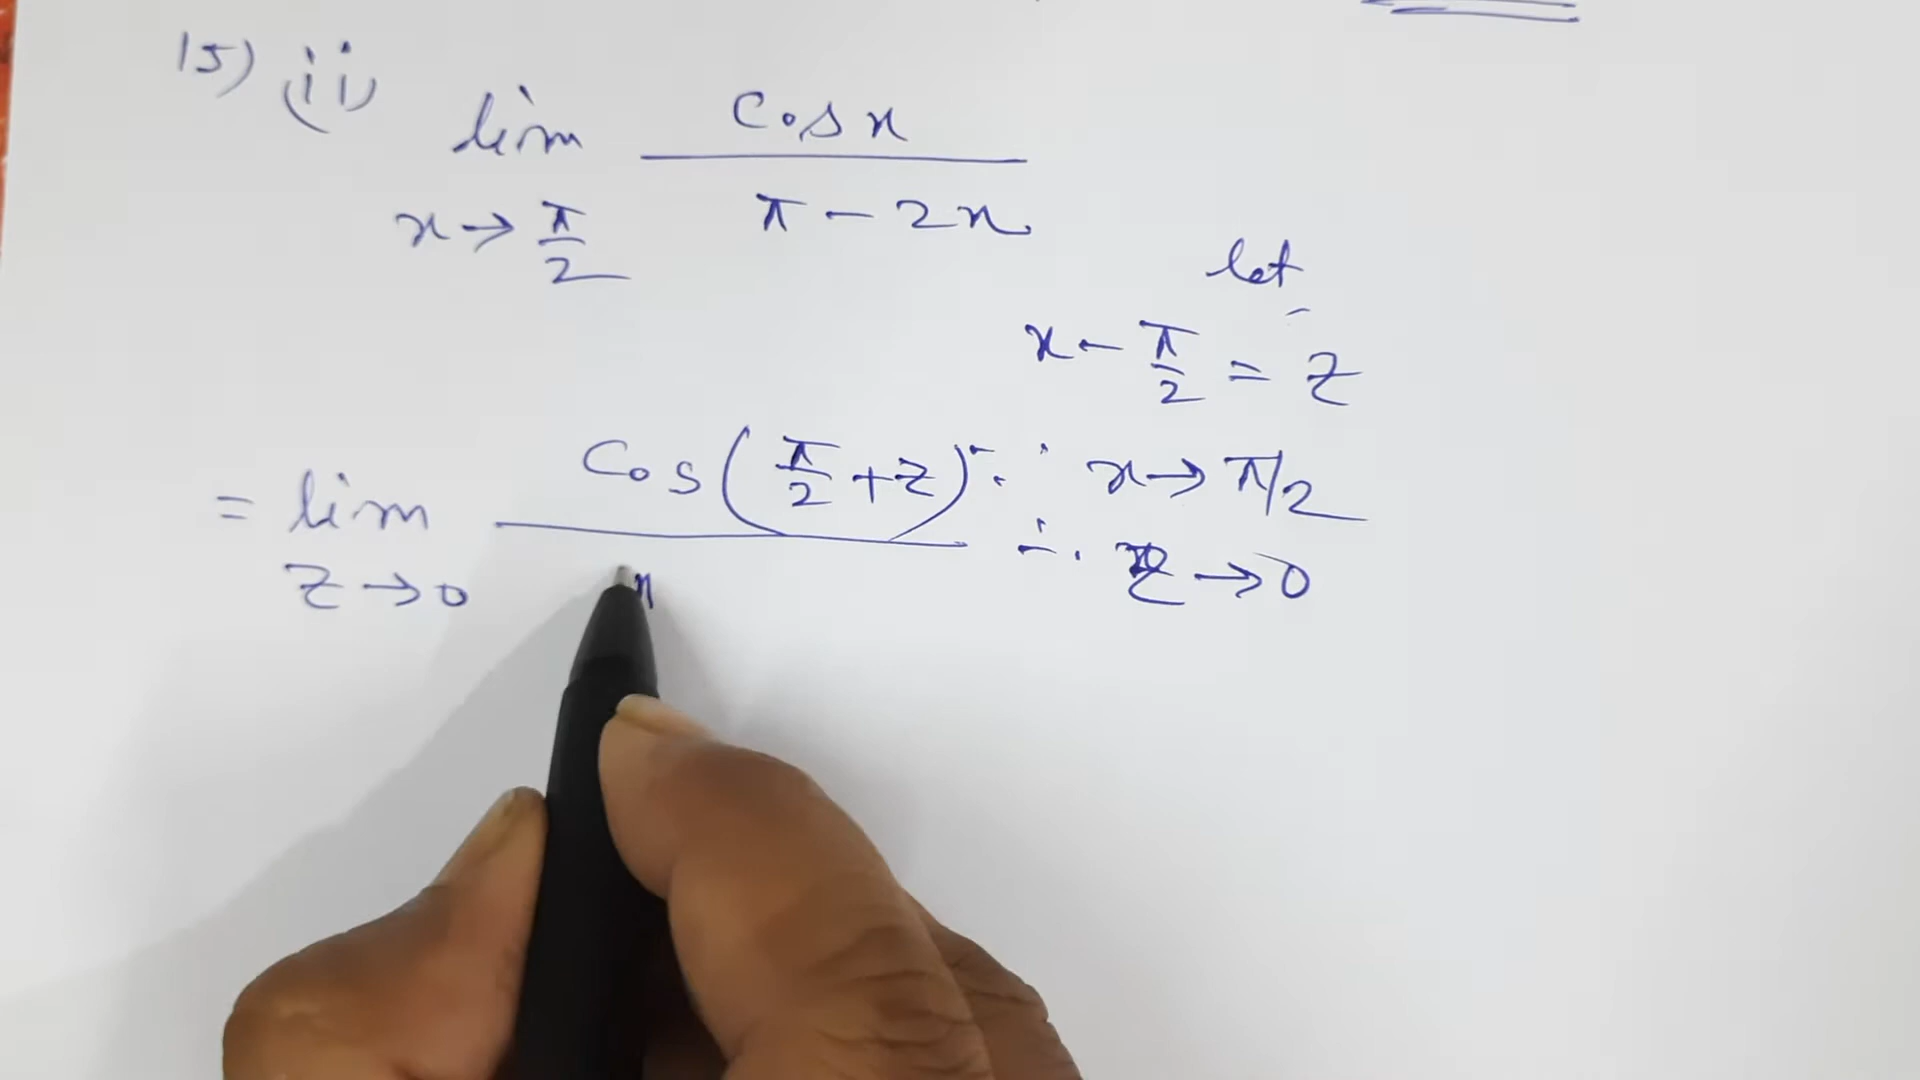 15) (ii)
lim cos x
x→π/2 π - 2x
let
x - π/2 = z
= lim cos(π/2 + z) ∵ x→π/2
z→0 π ∴ z→0